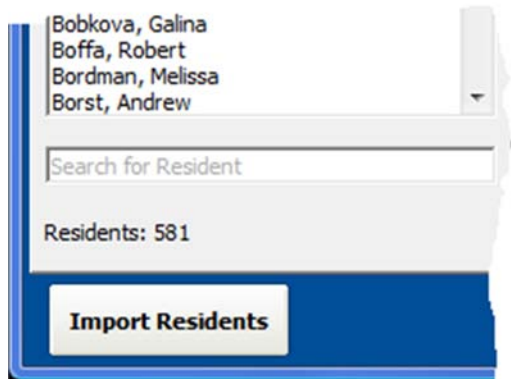 Bobkova, Galina
Boffa, Robert
Bordman, Melissa
Borst, Andrew
Search for Resident
Residents: 581
Import Residents